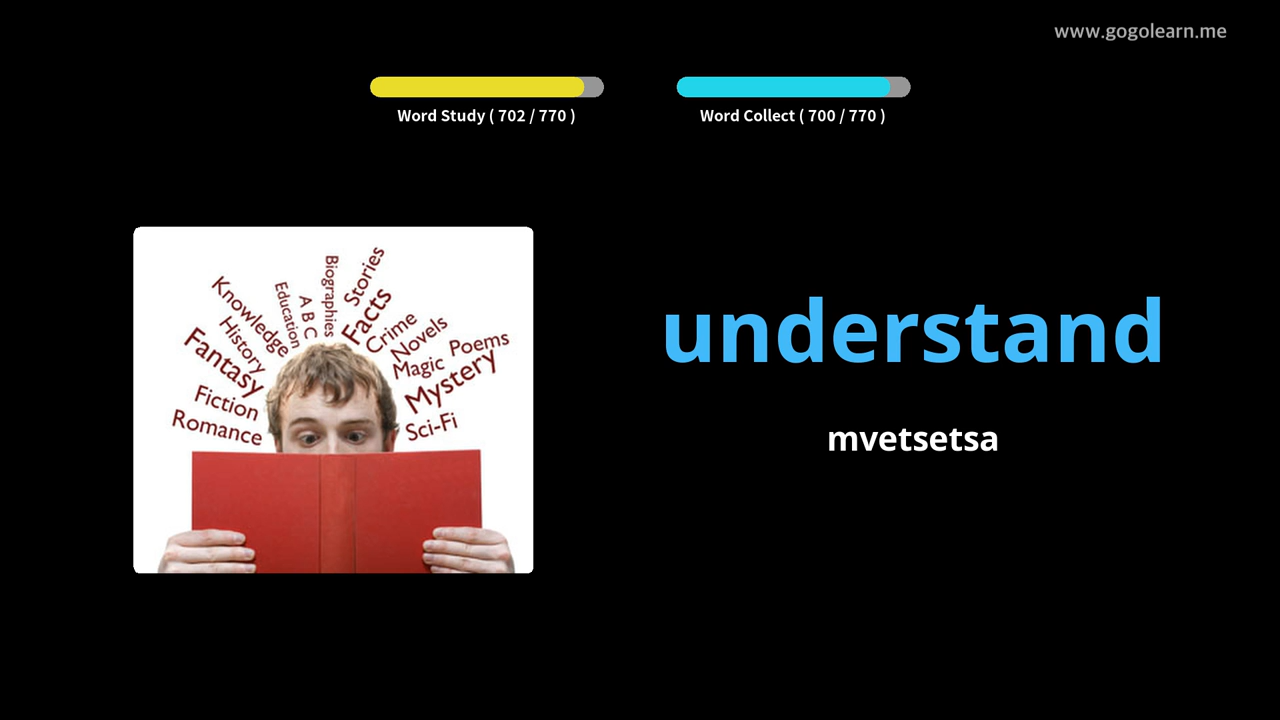 www.gogolearn.me
Word Study ( 702 / 770 )
Word Collect ( 700 / 770 )
Knowledge
Education
A B C
Biographies
Stories
Facts
Crime
Novels
Poems
History
Fantasy
Magic
Mystery
Fiction
Romance
Sci-Fi
understand
mvetsetsa